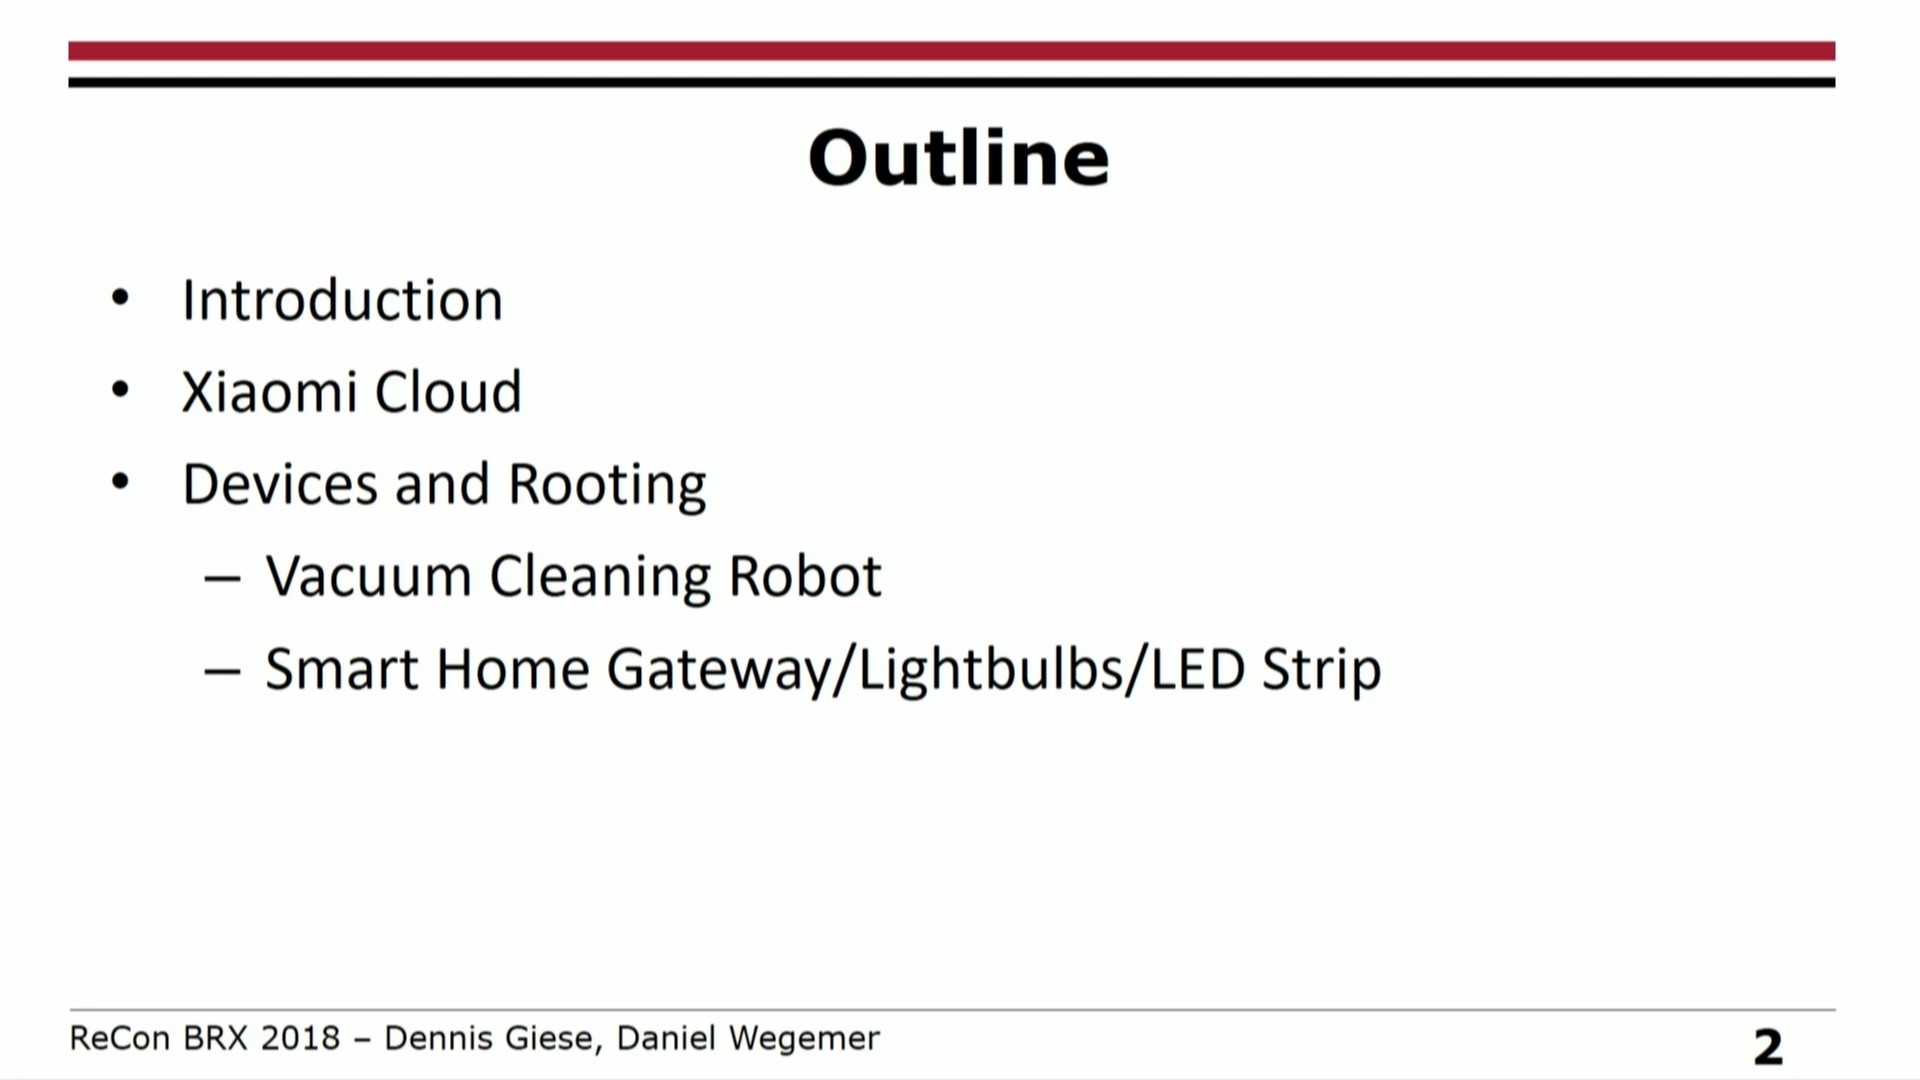 Outline
• Introduction
• Xiaomi Cloud
• Devices and Rooting
– Vacuum Cleaning Robot
– Smart Home Gateway/Lightbulbs/LED Strip
ReCon BRX 2018 – Dennis Giese, Daniel Wegemer
2